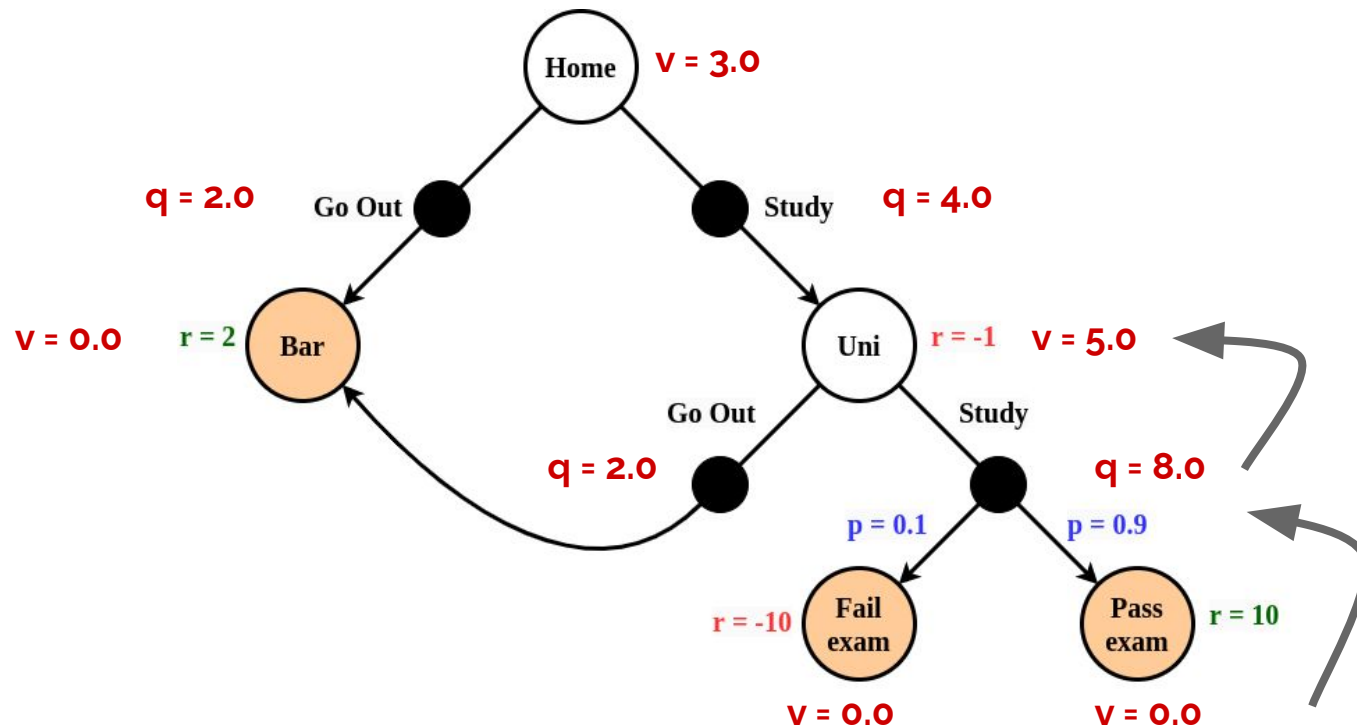 Home
v = 3.0
q = 2.0
Go Out
Study
q = 4.0
v = 0.0
r = 2
Bar
Uni
r = -1
v = 5.0
Go Out
Study
q = 2.0
q = 8.0
p = 0.1
p = 0.9
r = -10
Fail
exam
Pass
exam
r = 10
v = 0.0
v = 0.0